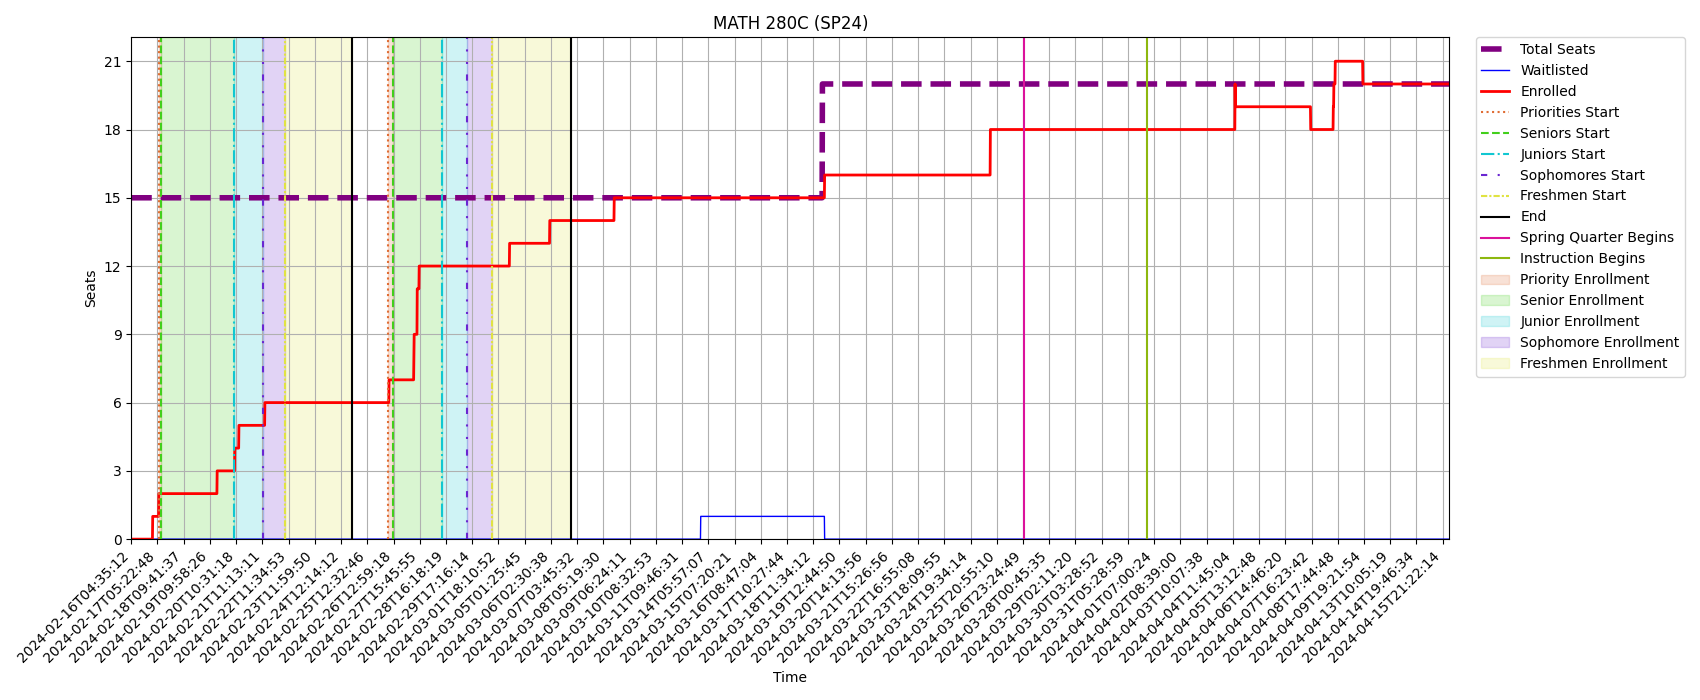 MATH 280C (SP24)
Seats
21
18
15
12
9
6
3
0
2024-02-16T04:35:12
2024-02-17T05:22:48
2024-02-18T09:41:37
2024-02-19T09:58:26
2024-02-20T10:31:18
2024-02-21T11:13:11
2024-02-22T11:34:53
2024-02-23T11:59:50
2024-02-24T12:14:12
2024-02-25T12:32:46
2024-02-26T12:59:18
2024-02-27T15:45:55
2024-02-28T16:18:19
2024-02-29T17:16:14
2024-03-01T18:10:52
2024-03-05T01:25:45
2024-03-06T02:30:38
2024-03-07T03:45:32
2024-03-08T05:19:30
2024-03-09T06:24:11
2024-03-10T08:32:53
2024-03-11T09:46:31
2024-03-14T05:57:07
2024-03-15T07:20:21
2024-03-16T08:47:04
2024-03-17T10:27:44
2024-03-18T11:34:12
2024-03-19T12:44:50
2024-03-20T14:13:56
2024-03-21T15:26:56
2024-03-22T16:55:08
2024-03-23T18:09:55
2024-03-24T19:34:14
2024-03-25T20:55:10
2024-03-26T23:24:49
2024-03-28T00:45:35
2024-03-29T02:11:20
2024-03-30T03:28:52
2024-03-31T05:28:59
2024-04-01T07:00:24
2024-04-02T08:39:00
2024-04-03T10:07:38
2024-04-04T11:45:04
2024-04-05T13:12:48
2024-04-06T14:46:20
2024-04-07T16:23:42
2024-04-08T17:44:48
2024-04-09T19:21:54
2024-04-13T10:05:19
2024-04-14T19:46:34
2024-04-15T21:22:14
Time
Total Seats
Waitlisted
Enrolled
Priorities Start
Seniors Start
Juniors Start
Sophomores Start
Freshmen Start
End
Spring Quarter Begins
Instruction Begins
Priority Enrollment
Senior Enrollment
Junior Enrollment
Sophomore Enrollment
Freshmen Enrollment